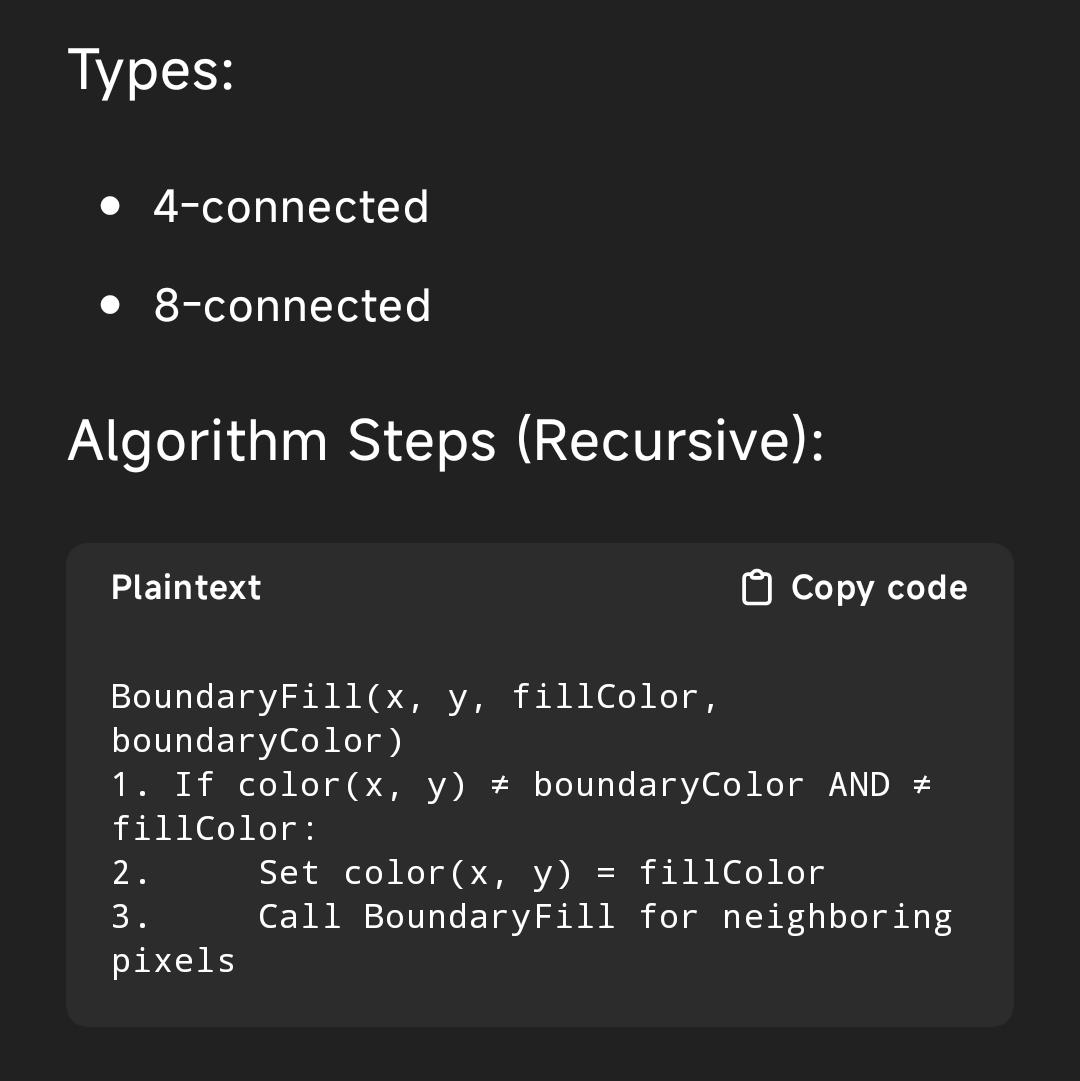 Types:
4-connected
8-connected
Algorithm Steps (Recursive):
Plaintext
Copy code
BoundaryFill(x, y, fillColor,
boundaryColor)
1. If color(x, y) ≠ boundaryColor AND ≠
fillColor:
2.     Set color(x, y) = fillColor
3.     Call BoundaryFill for neighboring
pixels